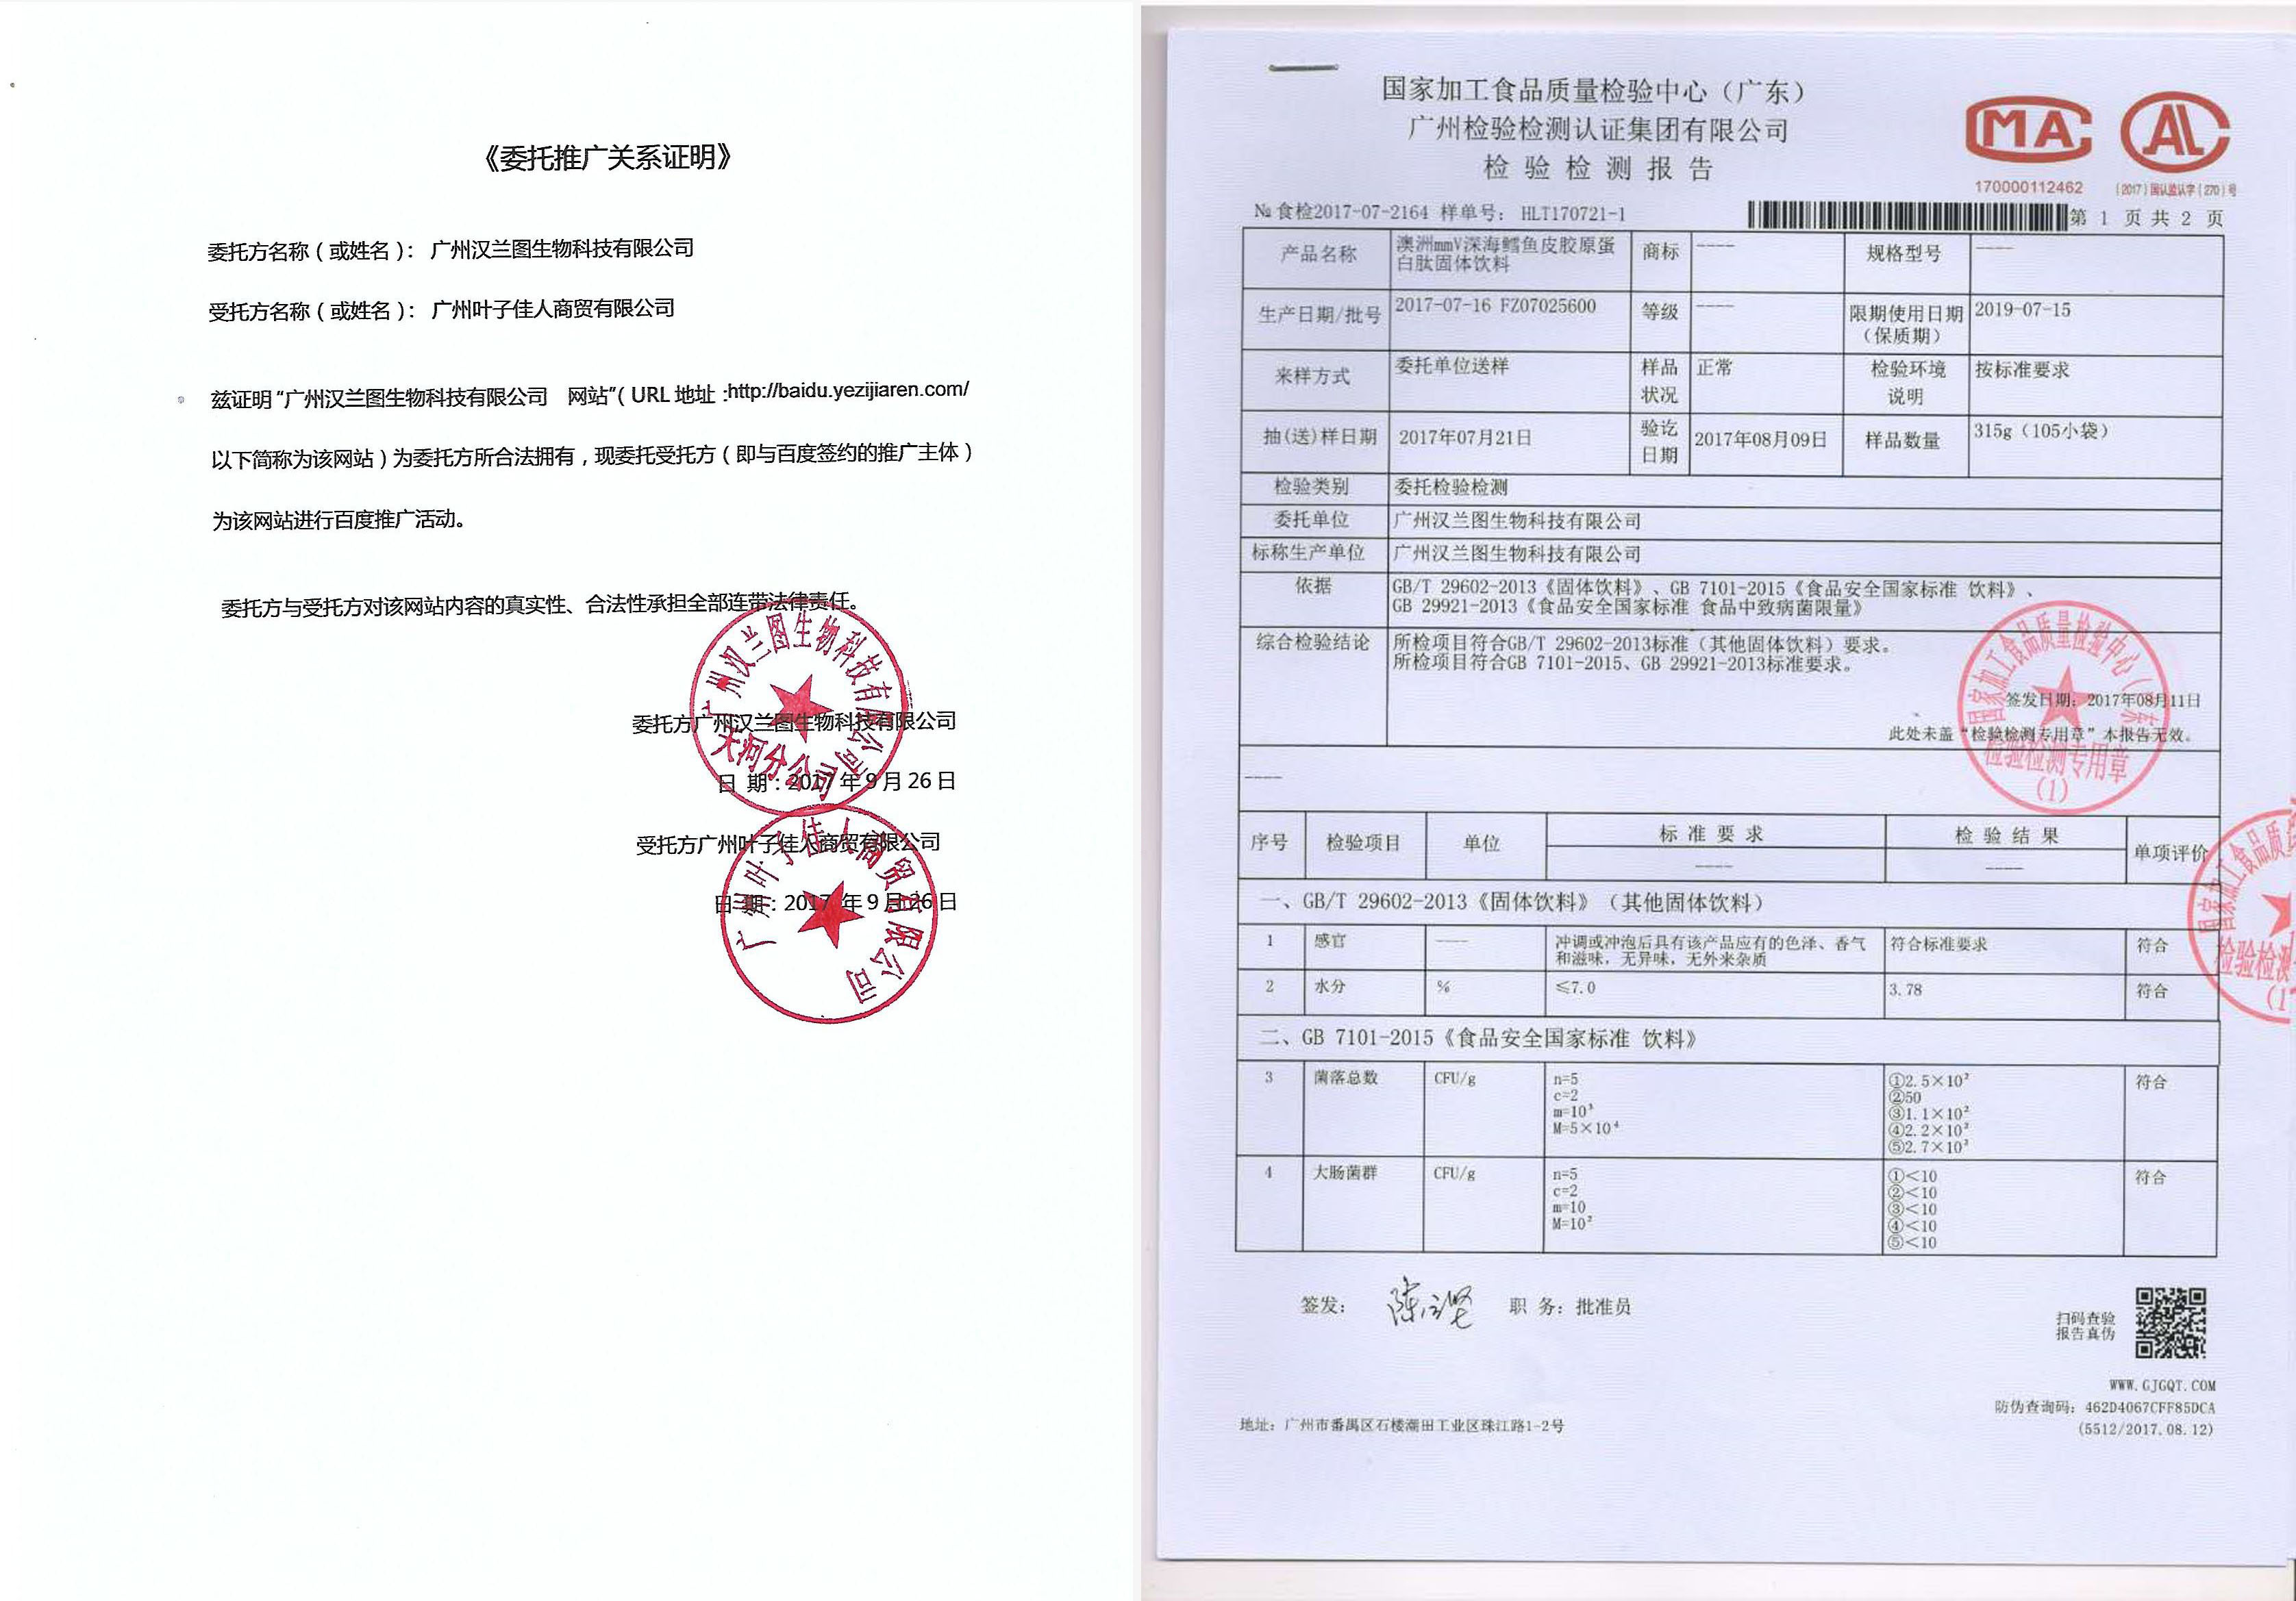 《委托推广关系证明》
委托方名称（或姓名）： 广州汉兰图生物科技有限公司
受托方名称（或姓名）： 广州叶子佳人商贸有限公司
兹证明“广州汉兰图生物科技有限公司 网站”（ URL 地址 :http://baidu.yezijiaren.com/
以下简称为该网站 ）为委托方所合法拥有 , 现委托受托方（ 即与百度签约的推广主体 ）
为该网站进行百度推广活动。
委托方与受托方对该网站内容的真实性、合法性承担全部连带法律责任。
广州汉兰图生物科技有限公司
天河分公司
委托方广州汉兰图生物科技有限公司
日 期 : 2017 年 9 月 26 日
受托方广州叶子佳人商贸有限公司
日 期 : 2017 年 9 月 26 日
广州叶子佳人商贸有限公司
国家加工食品质量检验中心（广东）
广州检验检测认证集团有限公司
检 验 检 测 报 告
MA
170000112462
AL
（2017）国认监认字（270）号
№ 食检2017-07-2164 样单号： HLT170721-1
第 1 页 共 2 页
产品名称 澳洲mmV深海鳕鱼皮胶原蛋白肽固体饮料 商标 ---- 规格型号 ----
生产日期/批号 2017-07-16 FZ07025600 等级 ---- 限期使用日期（保质期） 2019-07-15
来样方式 委托单位送样 样品状况 正常 检验环境说明 按标准要求
抽(送)样日期 2017年07月21日 验讫日期 2017年08月09日 样品数量 315g（105小袋）
检验类别 委托检验检测
委托单位 广州汉兰图生物科技有限公司
标称生产单位 广州汉兰图生物科技有限公司
依据 GB/T 29602-2013《固体饮料》、GB 7101-2015《食品安全国家标准 饮料》、
GB 29921-2013《食品安全国家标准 食品中致病菌限量》
综合检验结论 所检项目符合GB/T 29602-2013标准（其他固体饮料）要求。
所检项目符合GB 7101-2015、GB 29921-2013标准要求。
签发日期： 2017年08月11日
此处未盖“检验检测专用章”本报告无效。
国家加工食品质量检验中心（广东）
检验检测专用章
（1）
----
序号 检验项目 单位 标 准 要 求 检 验 结 果 单项评价
---- ----
国家加工食品质
检验检测
（1
一、GB/T 29602-2013《固体饮料》（其他固体饮料）
1 感官 ---- 冲调或冲泡后具有该产品应有的色泽、香气 符合标准要求 符合
和滋味，无异味，无外来杂质
2 水分 % ≤7.0 3.78 符合
二、GB 7101-2015《食品安全国家标准 饮料》
3 菌落总数 CFU/g n=5 ①2.5×10² 符合
c=2 ②50
m=10³ ③1.1×10²
M=5×10⁴ ④2.2×10²
⑤2.7×10²
4 大肠菌群 CFU/g n=5 ①<10 符合
c=2 ②<10
m=10 ③<10
M=10² ④<10
⑤<10
签发： 职 务：批准员
扫码查验
报告真伪
WWW.GJGQT.COM
防伪查询码：462D4067CFF85DCA
(5512/2017.08.12)
地址：广州市番禺区石楼潮田工业区珠江路1-2号